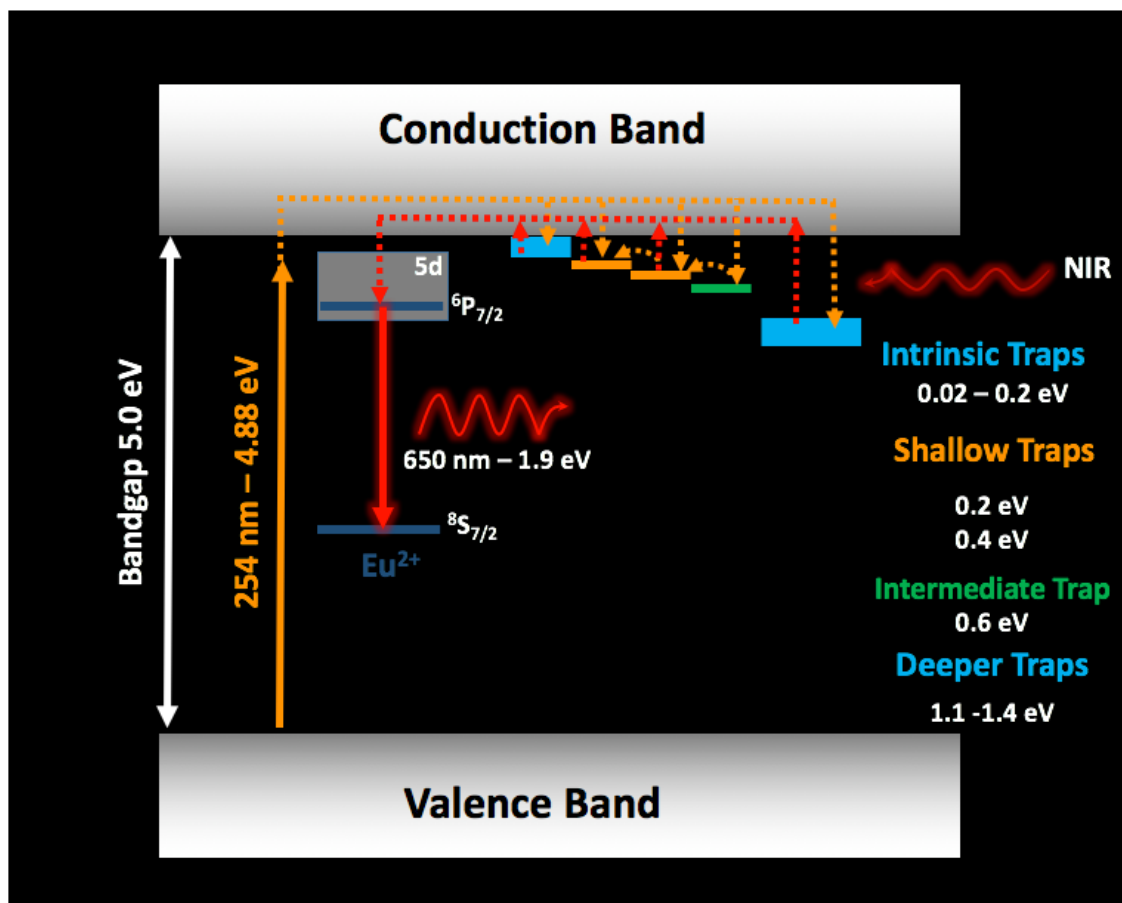 Conduction Band
5d
⁶P₇/₂
NIR
Bandgap 5.0 eV
254 nm – 4.88 eV
650 nm – 1.9 eV
⁸S₇/₂
Eu²⁺
Intrinsic Traps
0.02 – 0.2 eV
Shallow Traps
0.2 eV
0.4 eV
Intermediate Trap
0.6 eV
Deeper Traps
1.1 -1.4 eV
Valence Band